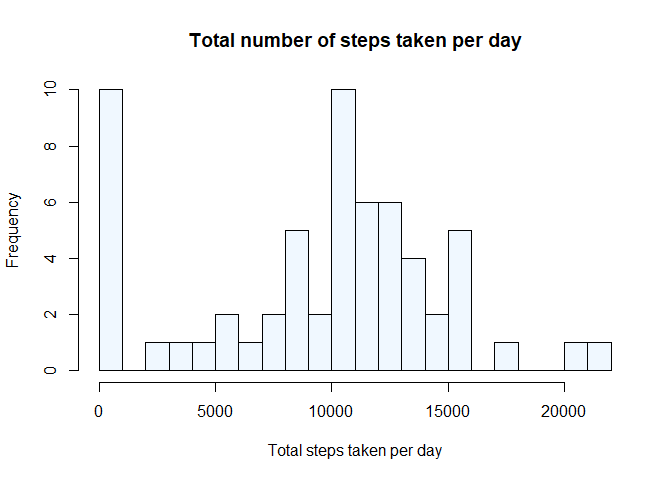 Total number of steps taken per day
10
8
6
4
2
0
Frequency
0 5000 10000 15000 20000
Total steps taken per day